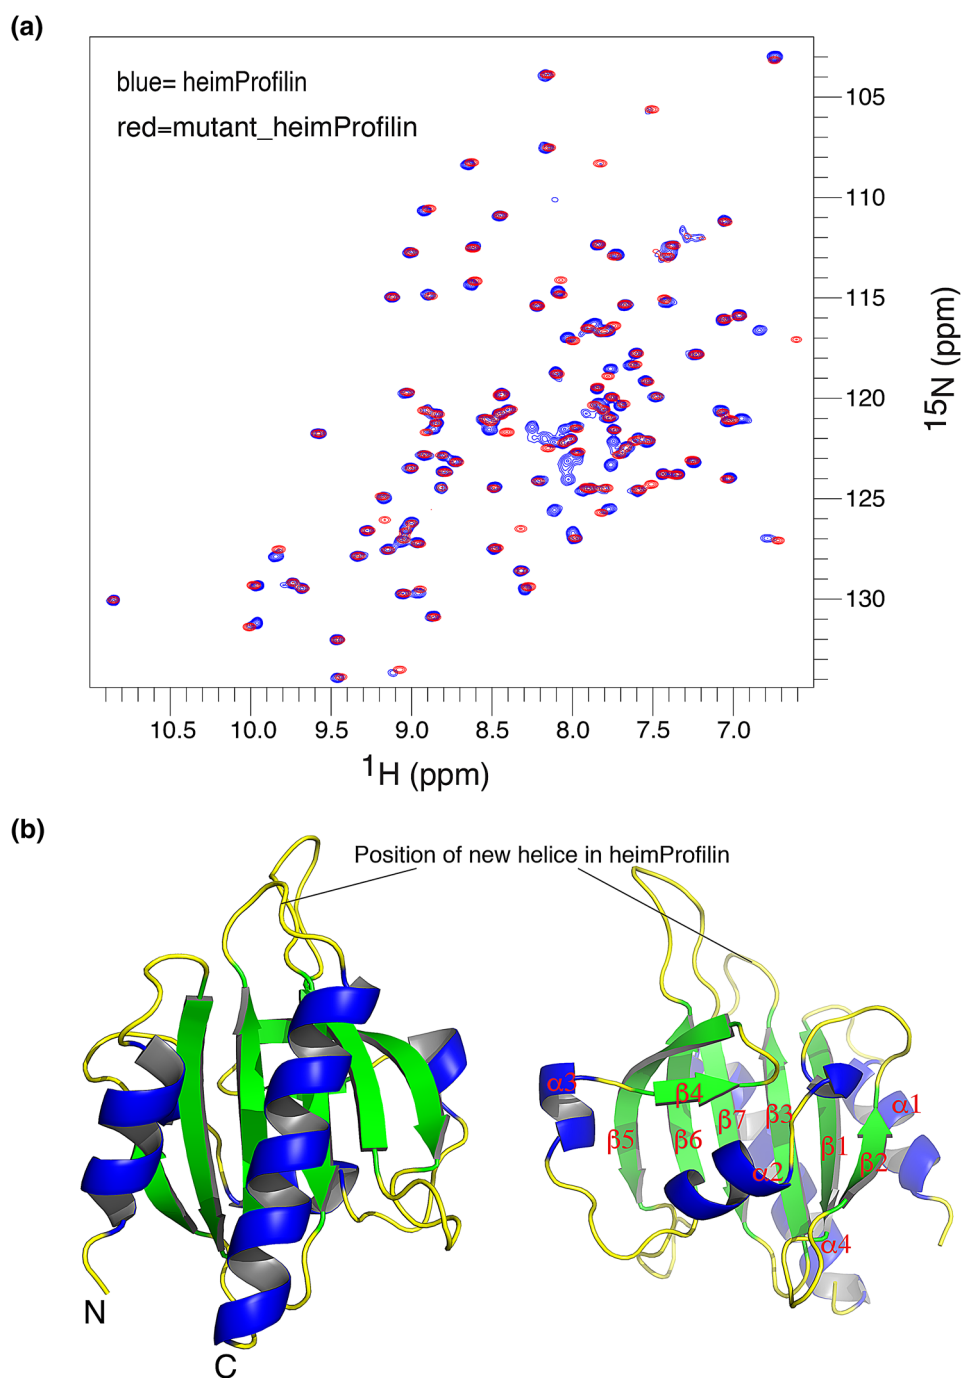 (a)
blue= heimProfilin
red=mutant_heimProfilin
105
110
115
120
125
130
15N (ppm)
10.5 10.0 9.5 9.0 8.5 8.0 7.5 7.0
1H (ppm)
(b)
Position of new helice in heimProfilin
α3
β4
α1
β5
β6
β7
β3
β1
β2
α2
α4
N
C